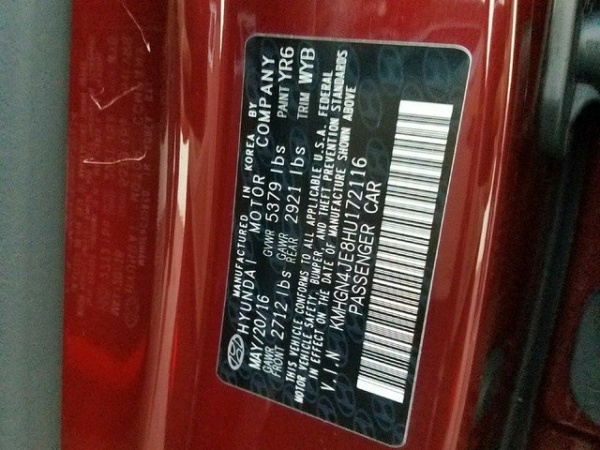 MANUFACTURED IN KOREA BY
HYUNDAI MOTOR COMPANY
MAY/20/16 GVWR 5379 lbs PAINT YR6
GAWR FRONT 2712 lbs GAWR REAR 2921 lbs TRIM WYB
THIS VEHICLE CONFORMS TO ALL APPLICABLE U.S.A. FEDERAL
MOTOR VEHICLE SAFETY, BUMPER, AND THEFT PREVENTION STANDARDS
IN EFFECT ON THE DATE OF MANUFACTURE SHOWN ABOVE
V.I.N KMHGN4JE8HU172116
PASSENGER CAR